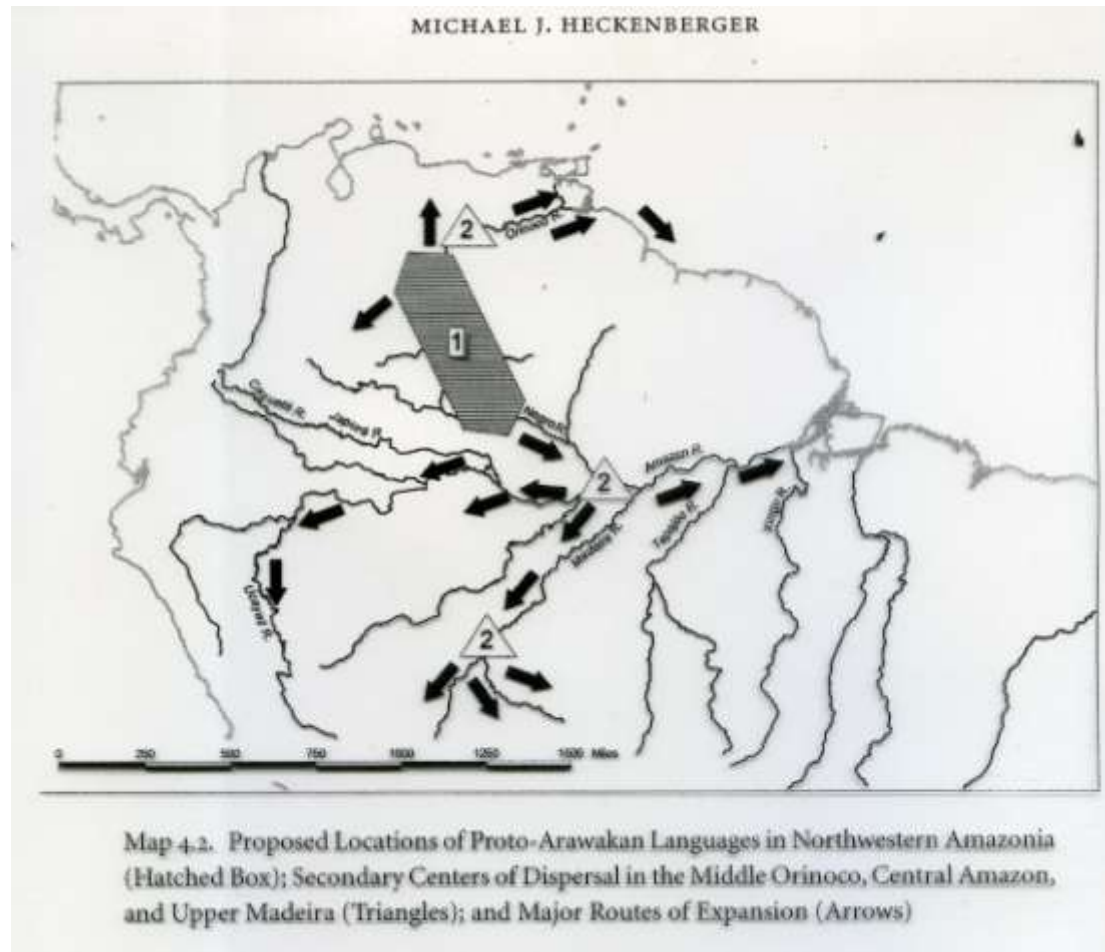 MICHAEL J. HECKENBERGER
2
Orinoco R.
1
Negro R.
Caquetá R.
Japurá R.
2
Amazon R.
Madeira R.
Tapajós R.
Xingu R.
Ucayali R.
2
0 250 500 750 1000 1250 1500 Miles
Map 4.2. Proposed Locations of Proto-Arawakan Languages in Northwestern Amazonia
(Hatched Box); Secondary Centers of Dispersal in the Middle Orinoco, Central Amazon,
and Upper Madeira (Triangles); and Major Routes of Expansion (Arrows)